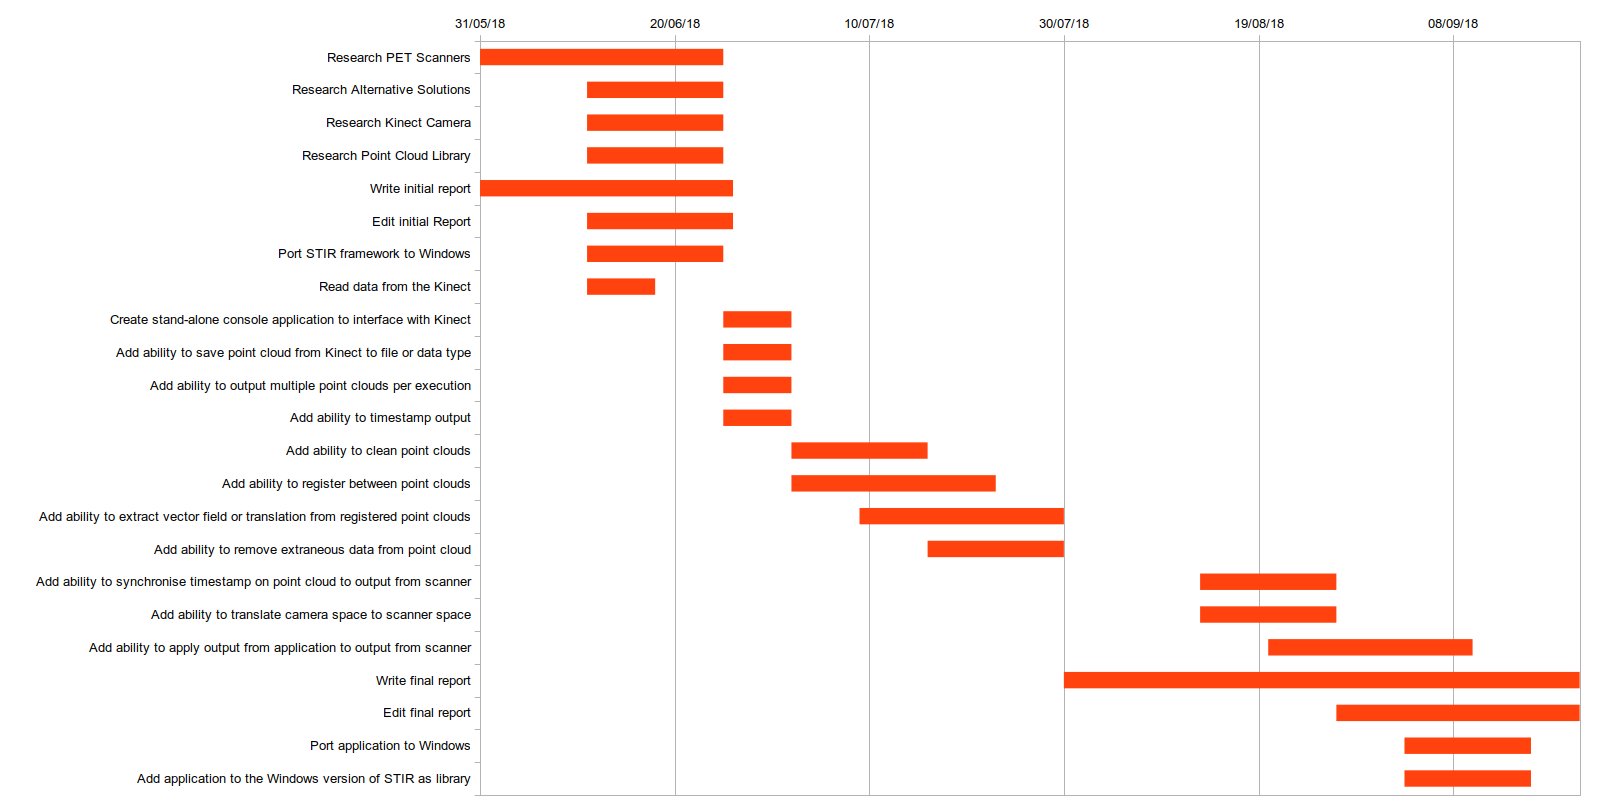 31/05/18 20/06/18 10/07/18 30/07/18 19/08/18 08/09/18
Research PET Scanners
Research Alternative Solutions
Research Kinect Camera
Research Point Cloud Library
Write initial report
Edit initial Report
Port STIR framework to Windows
Read data from the Kinect
Create stand-alone console application to interface with Kinect
Add ability to save point cloud from Kinect to file or data type
Add ability to output multiple point clouds per execution
Add ability to timestamp output
Add ability to clean point clouds
Add ability to register between point clouds
Add ability to extract vector field or translation from registered point clouds
Add ability to remove extraneous data from point cloud
Add ability to synchronise timestamp on point cloud to output from scanner
Add ability to translate camera space to scanner space
Add ability to apply output from application to output from scanner
Write final report
Edit final report
Port application to Windows
Add application to the Windows version of STIR as library